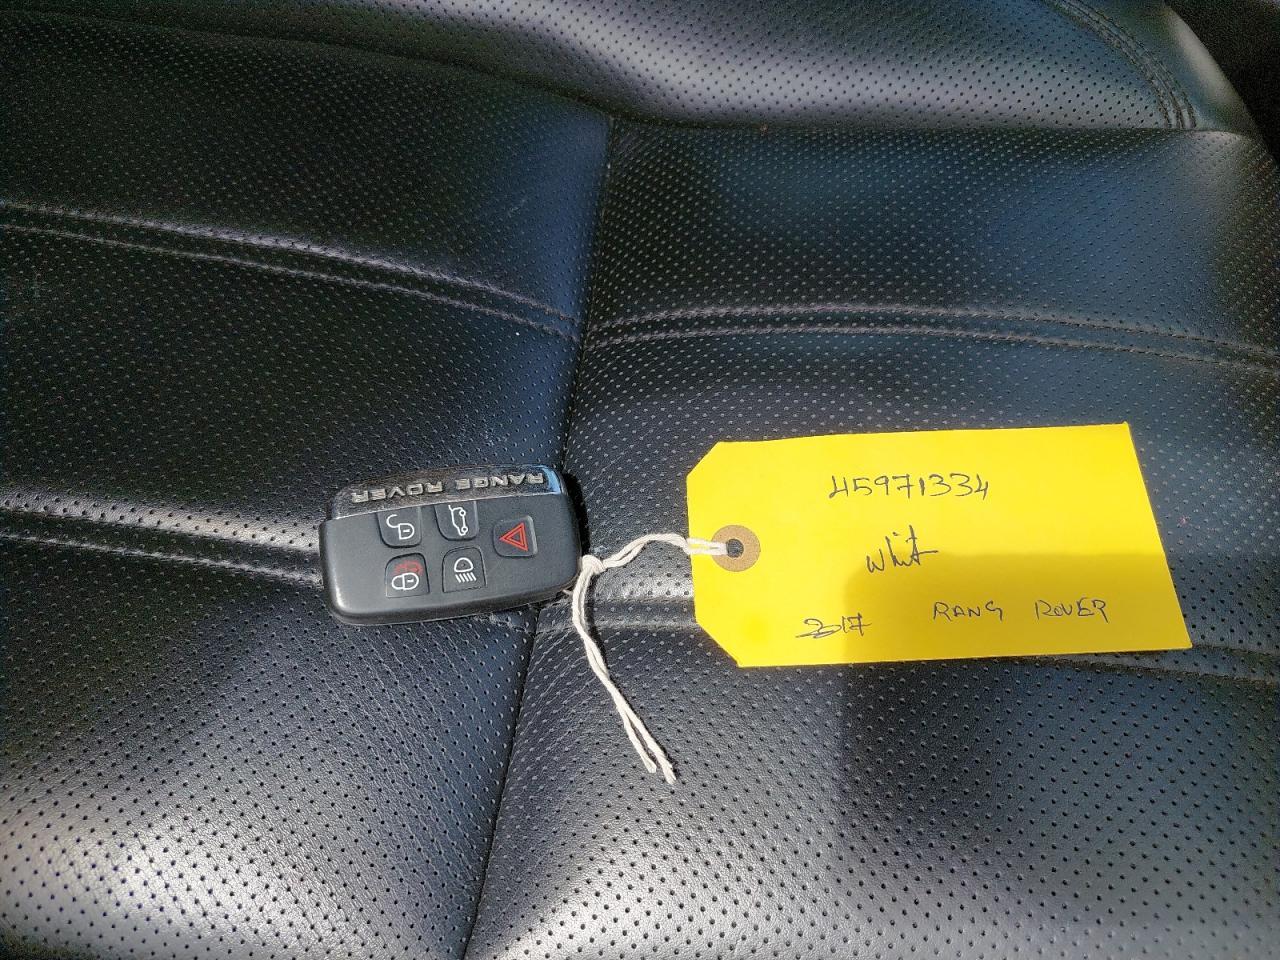 RANGE ROVER
45971334
whit
2017 RANG ROVER